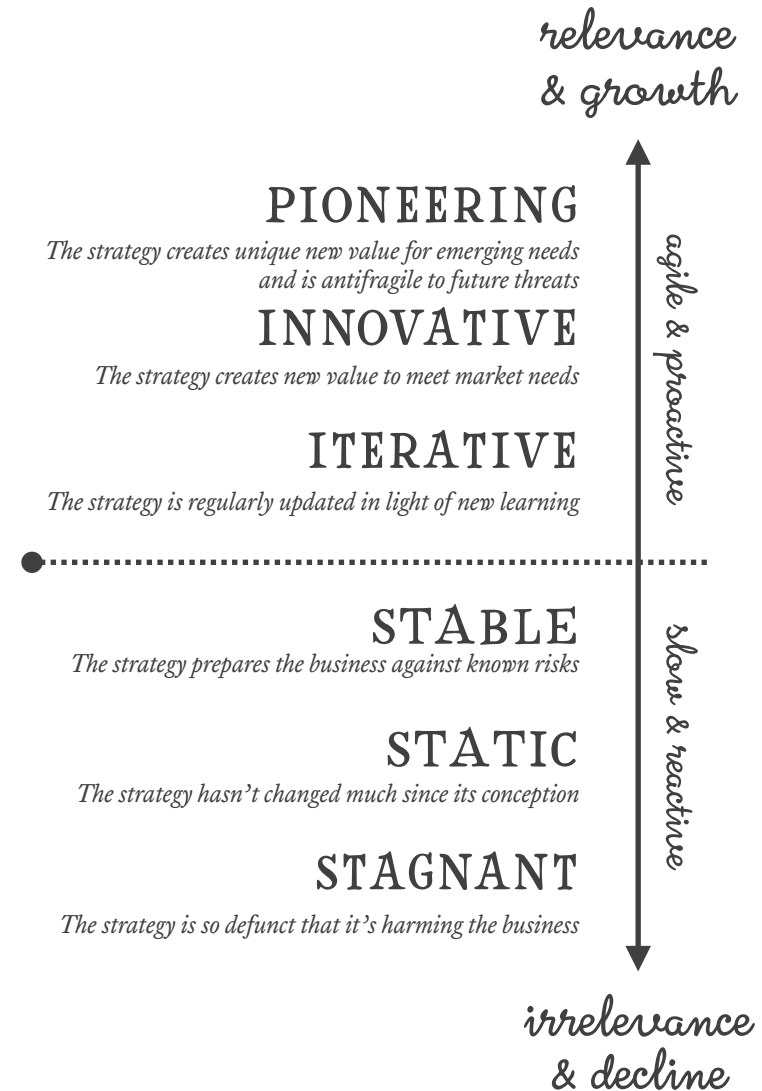 relevance
& growth
PIONEERING
The strategy creates unique new value for emerging needs
and is antifragile to future threats
INNOVATIVE
The strategy creates new value to meet market needs
ITERATIVE
The strategy is regularly updated in light of new learning
agile & proactive
STABLE
The strategy prepares the business against known risks
STATIC
The strategy hasn’t changed much since its conception
STAGNANT
The strategy is so defunct that it’s harming the business
slow & reactive
irrelevance
& decline